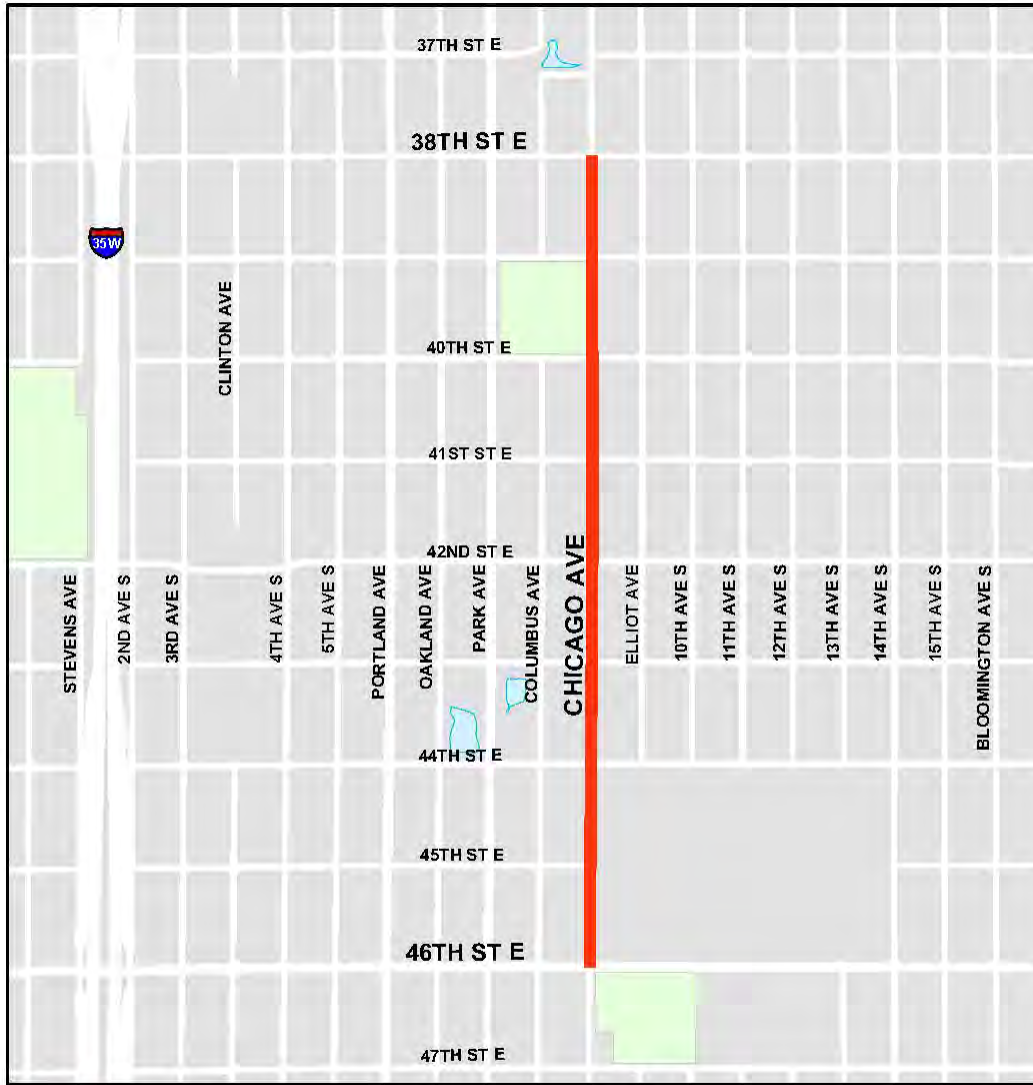 37TH ST E
38TH ST E
35W
CLINTON AVE
40TH ST E
41ST ST E
42ND ST E
STEVENS AVE
2ND AVE S
3RD AVE S
4TH AVE S
5TH AVE S
PORTLAND AVE
OAKLAND AVE
PARK AVE
COLUMBUS AVE
CHICAGO AVE
ELLIOT AVE
10TH AVE S
11TH AVE S
12TH AVE S
13TH AVE S
14TH AVE S
15TH AVE S
BLOOMINGTON AVE S
44TH ST E
45TH ST E
46TH ST E
47TH ST E